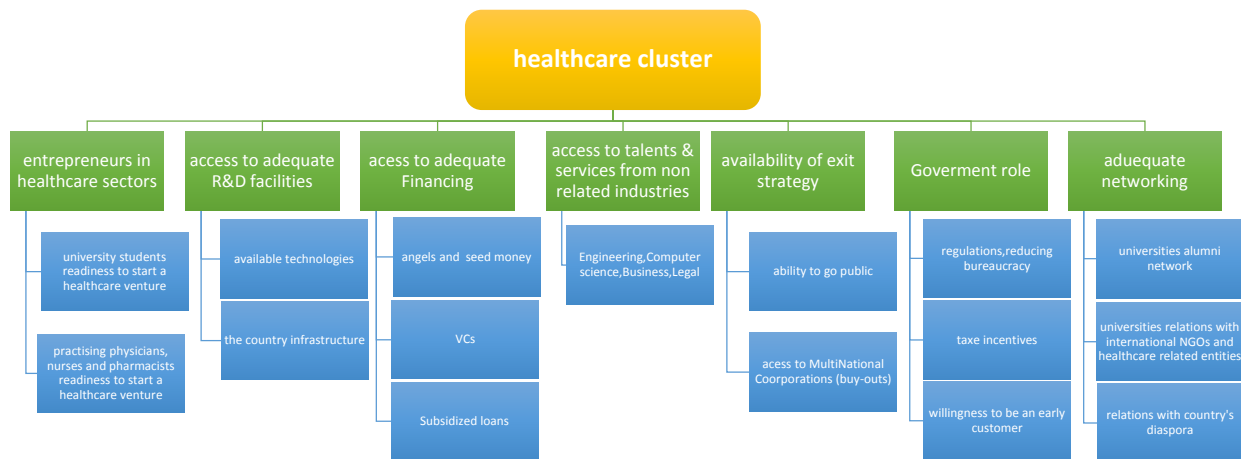 healthcare cluster
entrepreneurs in
healthcare sectors
university students
readiness to start a
healthcare venture
practising physicians,
nurses and pharmacists
readiness to start a
healthcare venture
access to adequate
R&D facilities
available technologies
the country infrastructure
acess to adequate
Financing
angels and seed money
VCs
Subsidized loans
access to talents &
services from non
related industries
Engineering,Computer
science,Business,Legal
availability of exit
strategy
ability to go public
acess to MultiNational
Coorporations (buy-outs)
Goverment role
regulations,reducing
bureaucracy
taxe incentives
willingness to be an early
customer
aduequate
networking
universities alumni
network
universities relations with
international NGOs and
healthcare related entities
relations with country's
diaspora